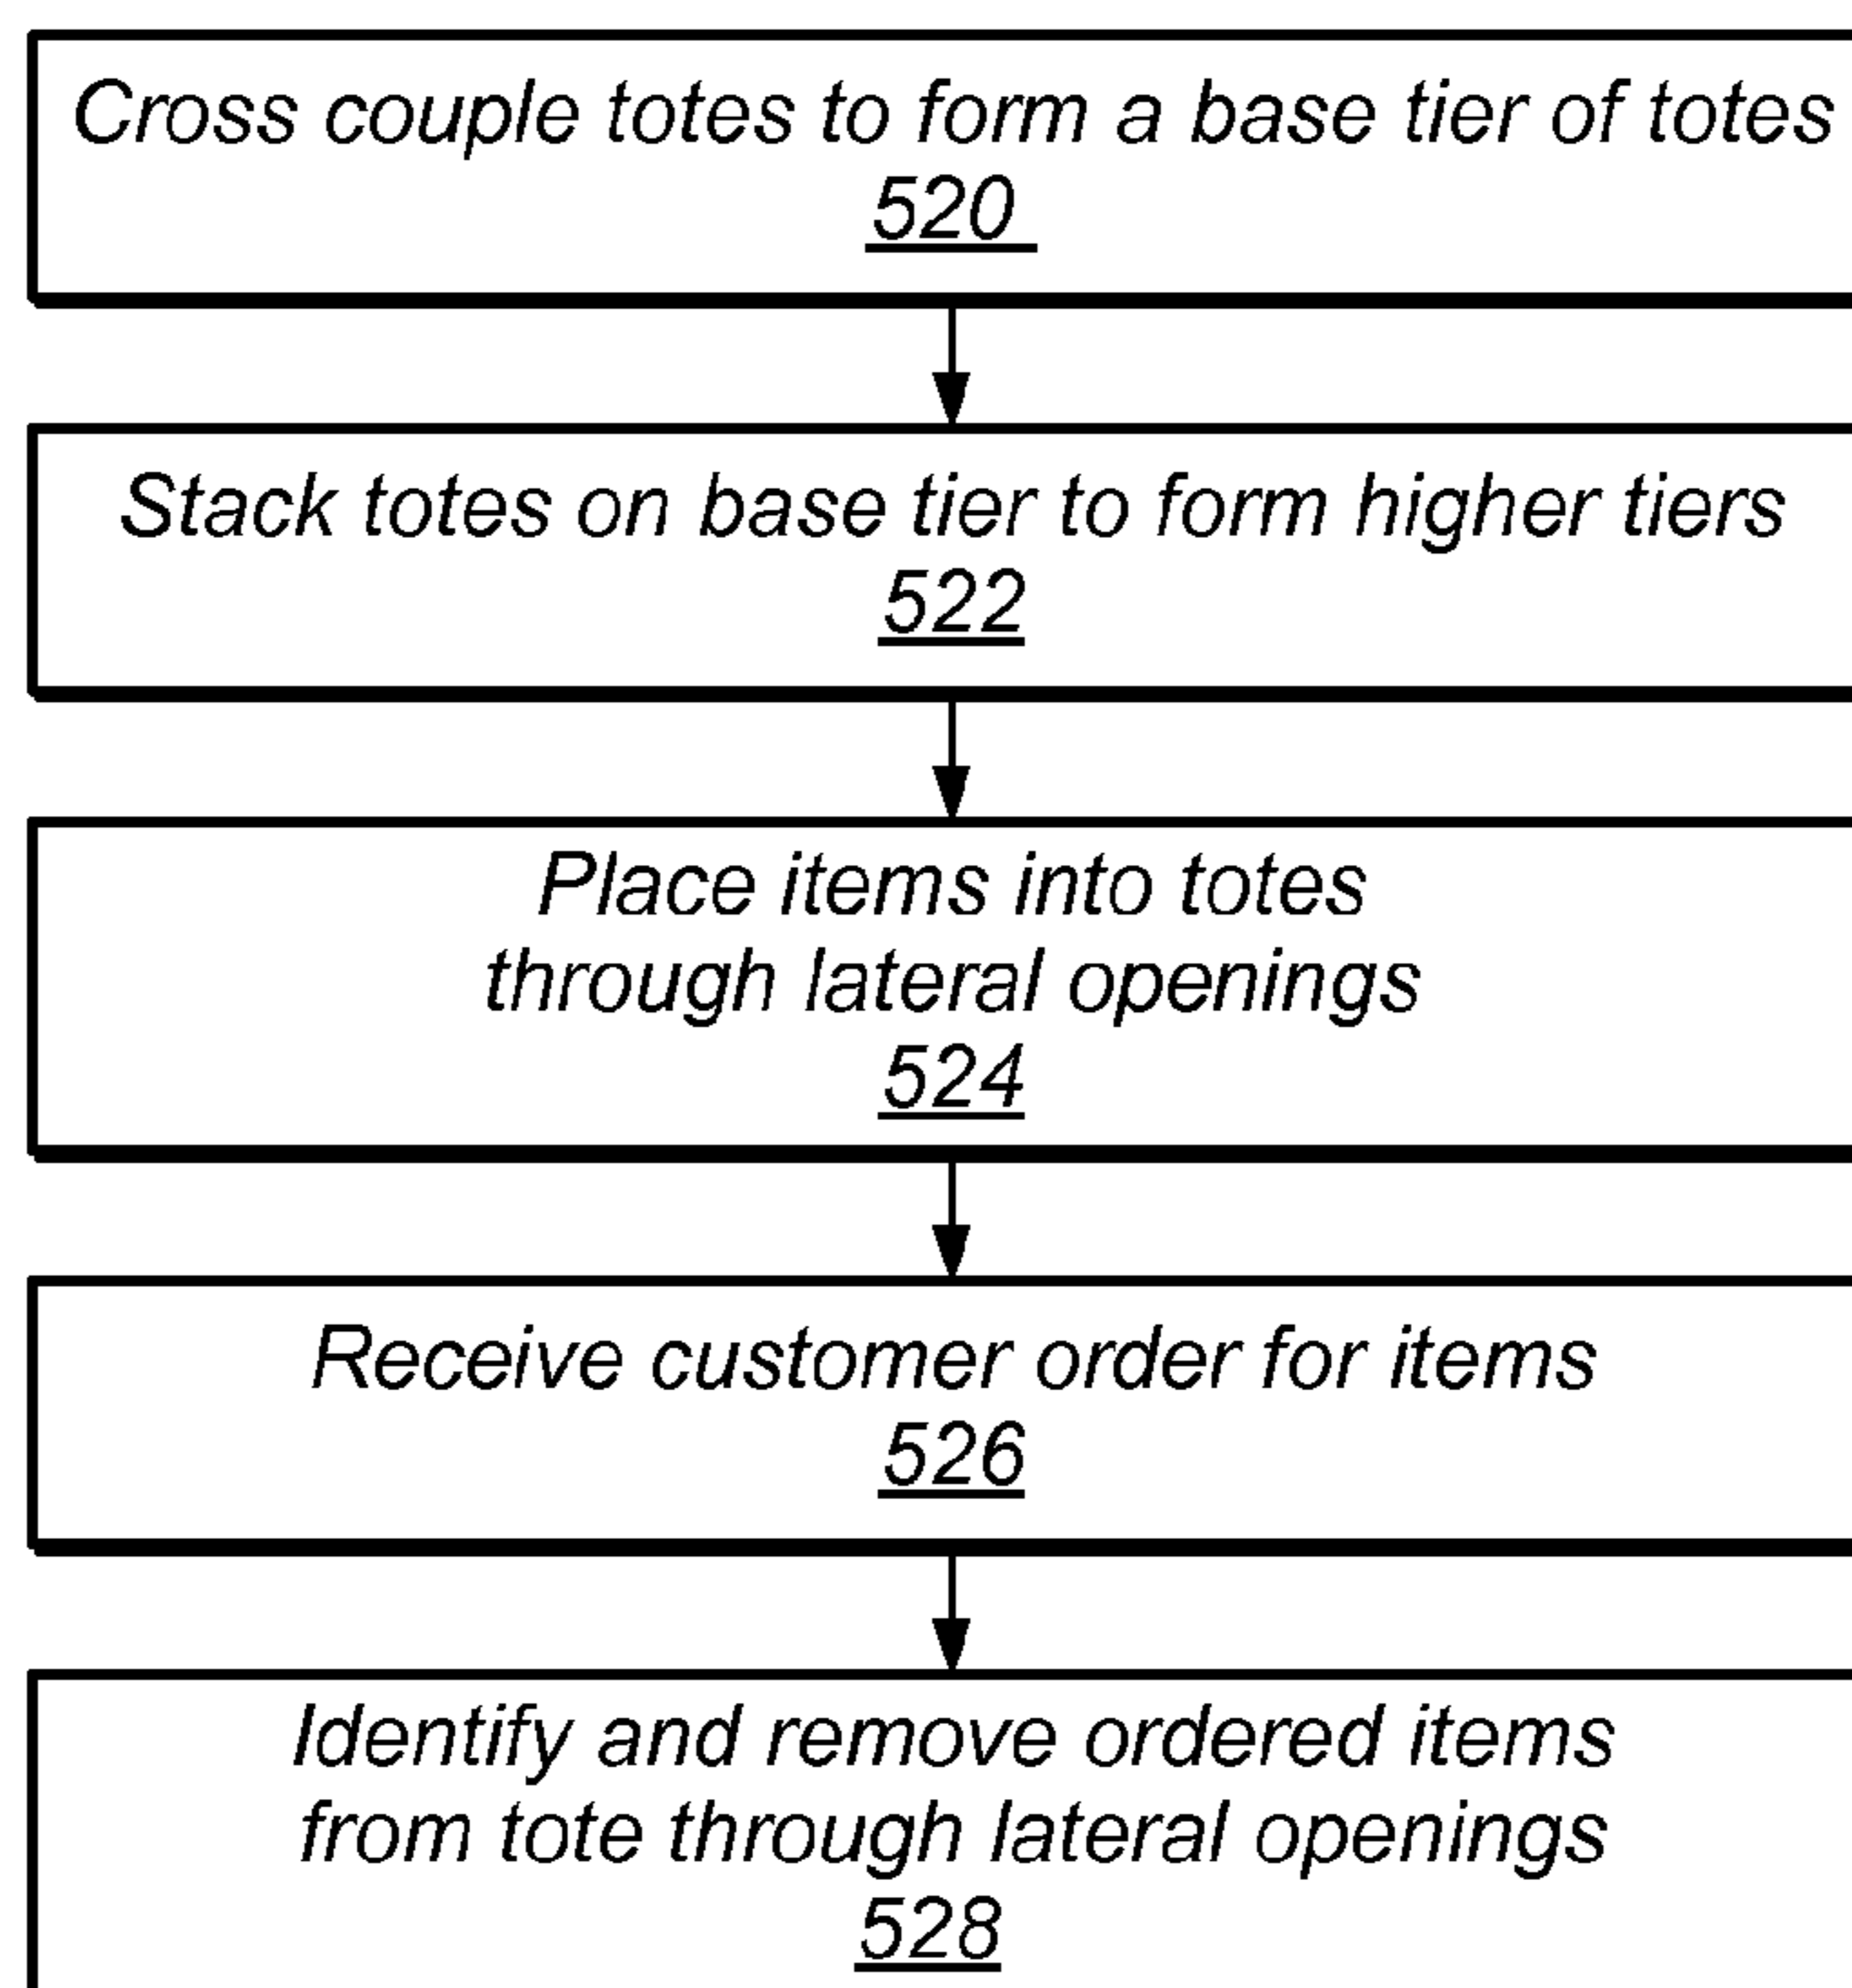 Cross couple totes to form a base tier of totes
520
Stack totes on base tier to form higher tiers
522
Place items into totes
through lateral openings
524
Receive customer order for items
526
Identify and remove ordered items
from tote through lateral openings
528